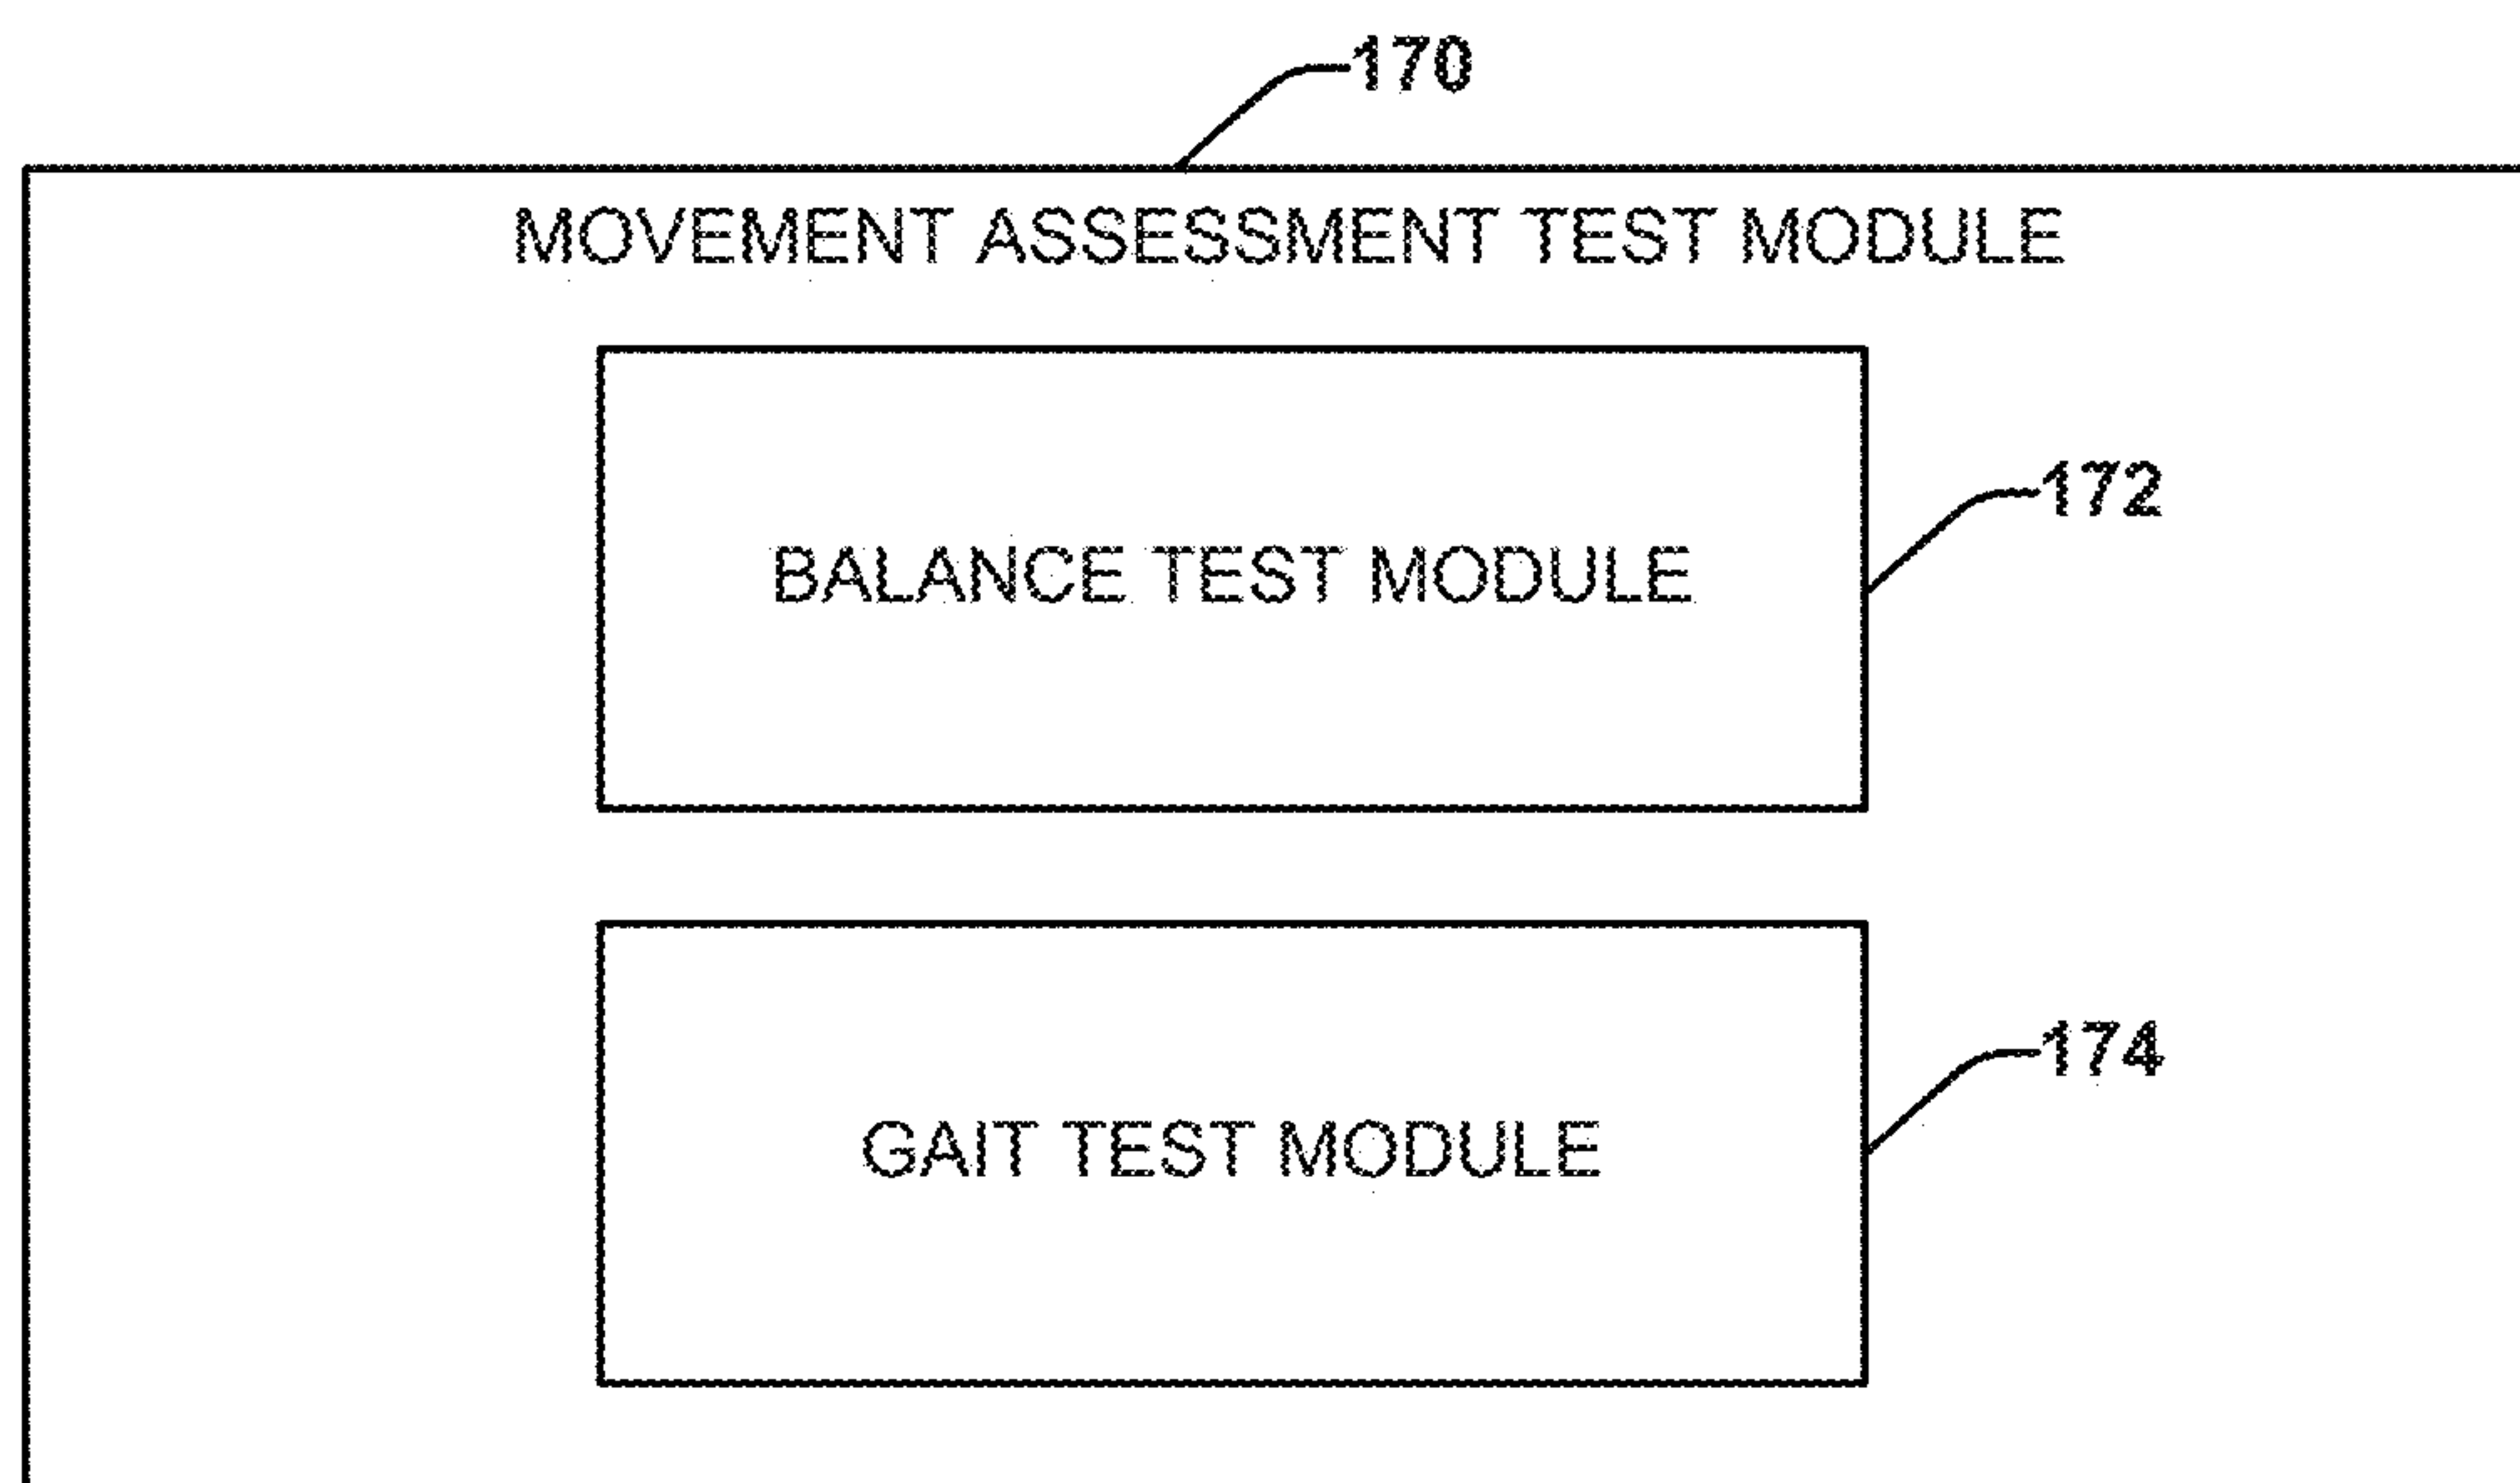 170
MOVEMENT ASSESSMENT TEST MODULE
172
BALANCE TEST MODULE
174
GAIT TEST MODULE